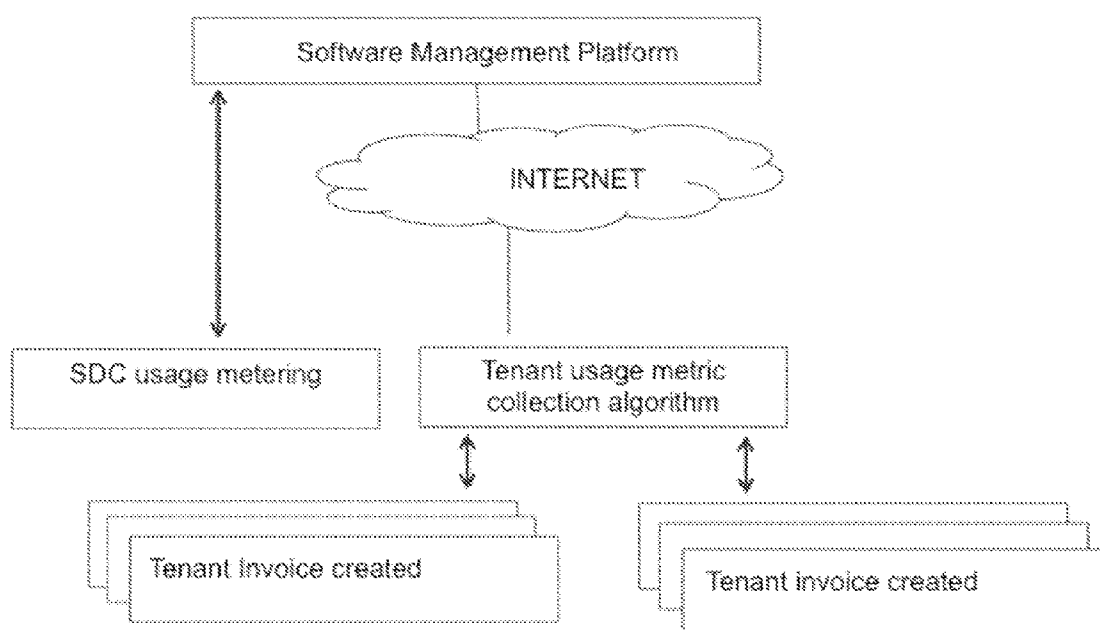 Software Management Platform
INTERNET
SDC usage metering
Tenant usage metric
collection algorithm
Tenant Invoice created
Tenant invoice created